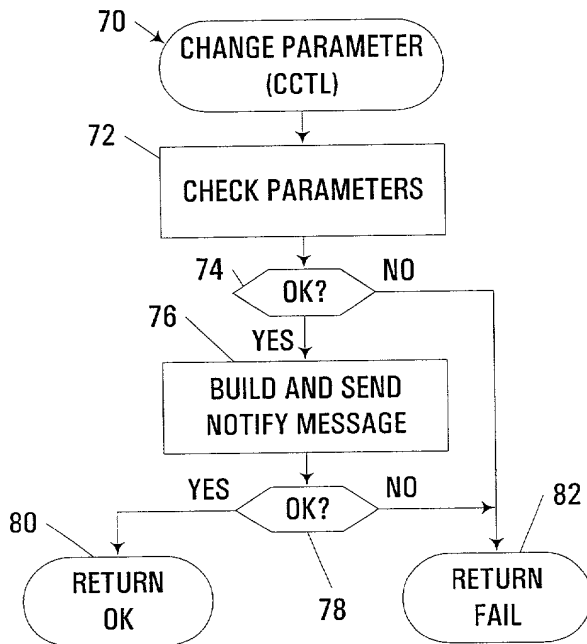 70
CHANGE PARAMETER
(CCTL)
72
CHECK PARAMETERS
74
OK?
NO
76
YES
BUILD AND SEND
NOTIFY MESSAGE
YES
OK?
NO
80
82
RETURN
OK
78
RETURN
FAIL